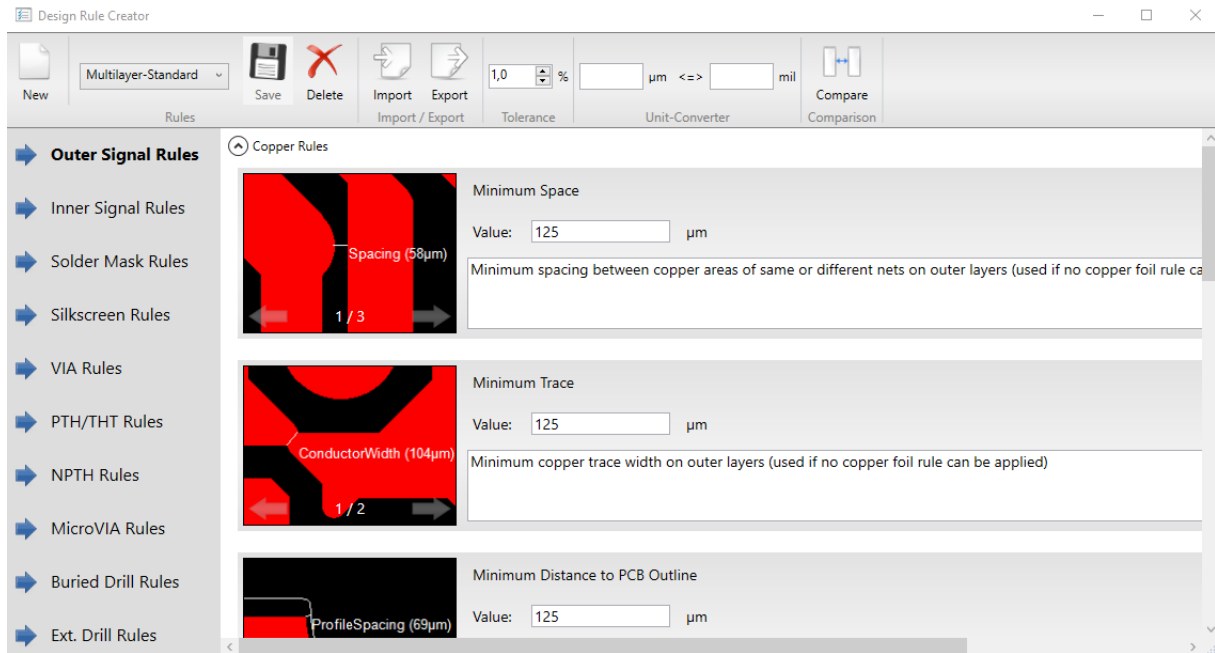 Design Rule Creator
New
Multilayer-Standard
Save
Delete
Import
Export
1,0
%
µm <=>
mil
Compare
Rules
Import / Export
Tolerance
Unit-Converter
Comparison
Outer Signal Rules
Inner Signal Rules
Solder Mask Rules
Silkscreen Rules
VIA Rules
PTH/THT Rules
NPTH Rules
MicroVIA Rules
Buried Drill Rules
Ext. Drill Rules
Copper Rules
Spacing (58µm)
1 / 3
Minimum Space
Value: 125 µm
Minimum spacing between copper areas of same or different nets on outer layers (used if no copper foil rule ca
ConductorWidth (104µm)
1 / 2
Minimum Trace
Value: 125 µm
Minimum copper trace width on outer layers (used if no copper foil rule can be applied)
ProfileSpacing (69µm)
Minimum Distance to PCB Outline
Value: 125 µm